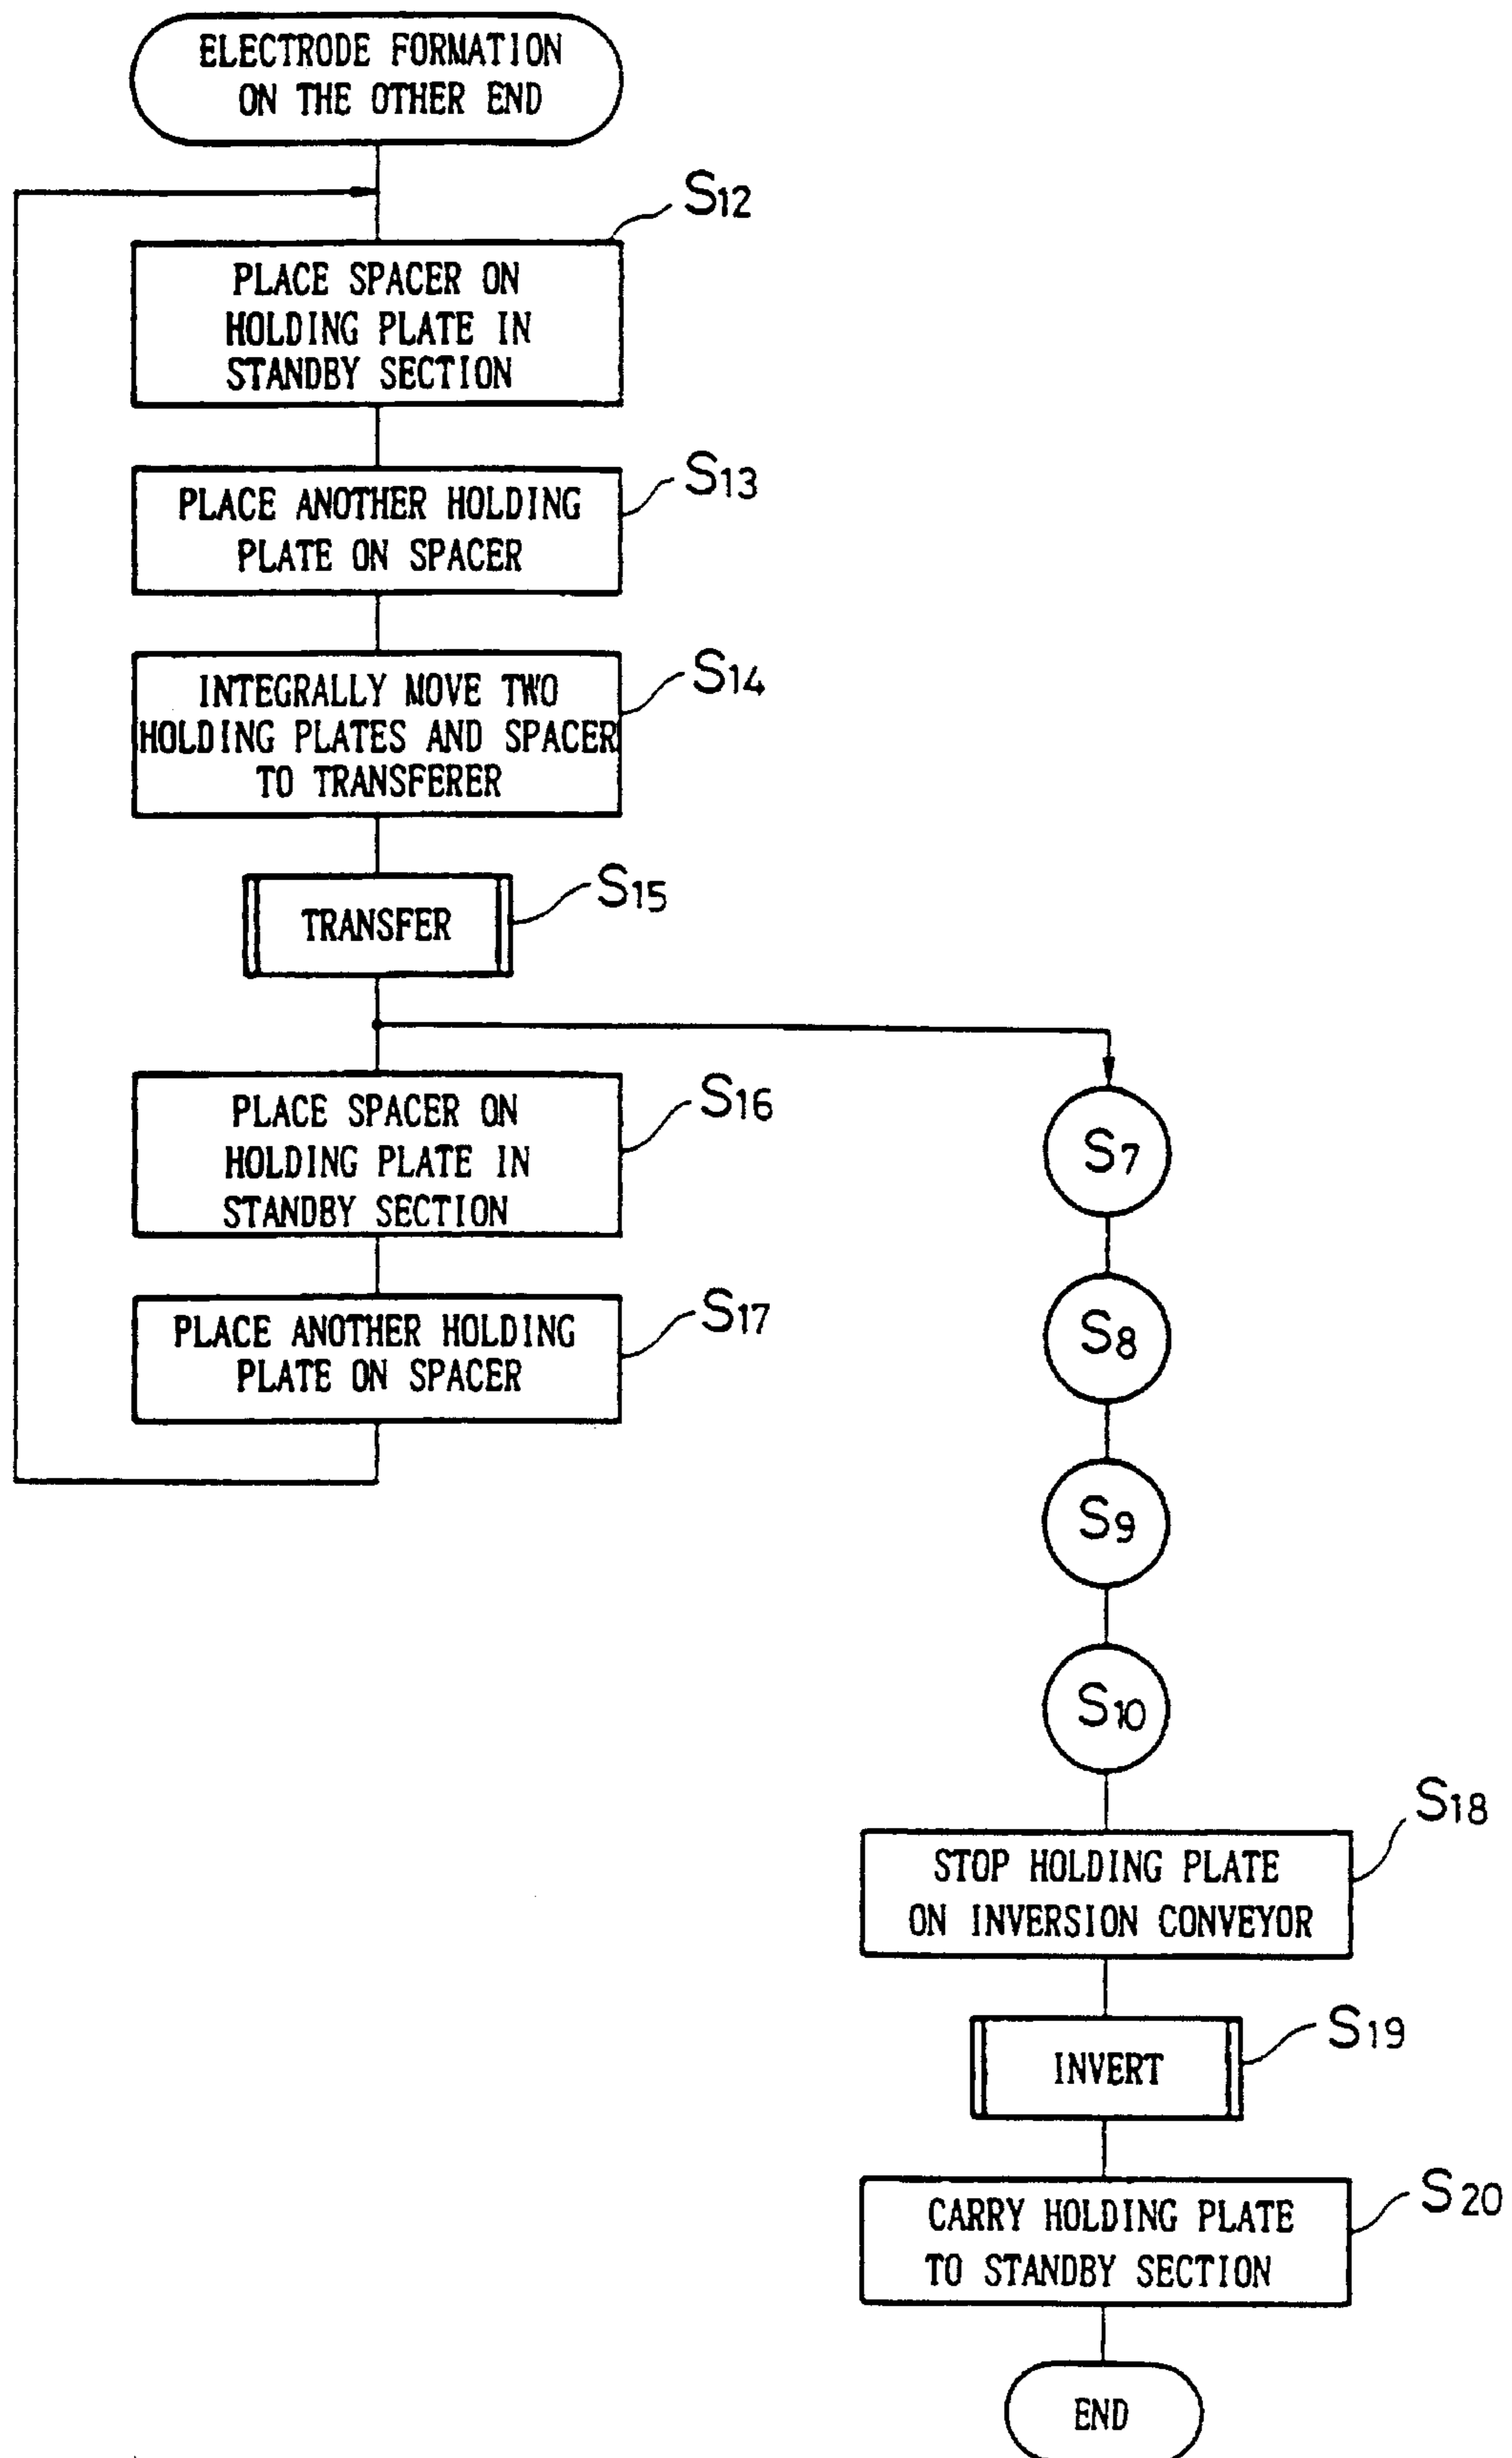 ELECTRODE FORMATION
ON THE OTHER END
S12
PLACE SPACER ON
HOLDING PLATE IN
STANDBY SECTION
S13
PLACE ANOTHER HOLDING
PLATE ON SPACER
S14
INTEGRALLY MOVE TWO
HOLDING PLATES AND SPACER
TO TRANSFERER
S15
TRANSFER
S16
PLACE SPACER ON
HOLDING PLATE IN
STANDBY SECTION
S17
PLACE ANOTHER HOLDING
PLATE ON SPACER
S7
S8
S9
S10
S18
STOP HOLDING PLATE
ON INVERSION CONVEYOR
S19
INVERT
S20
CARRY HOLDING PLATE
TO STANDBY SECTION
END